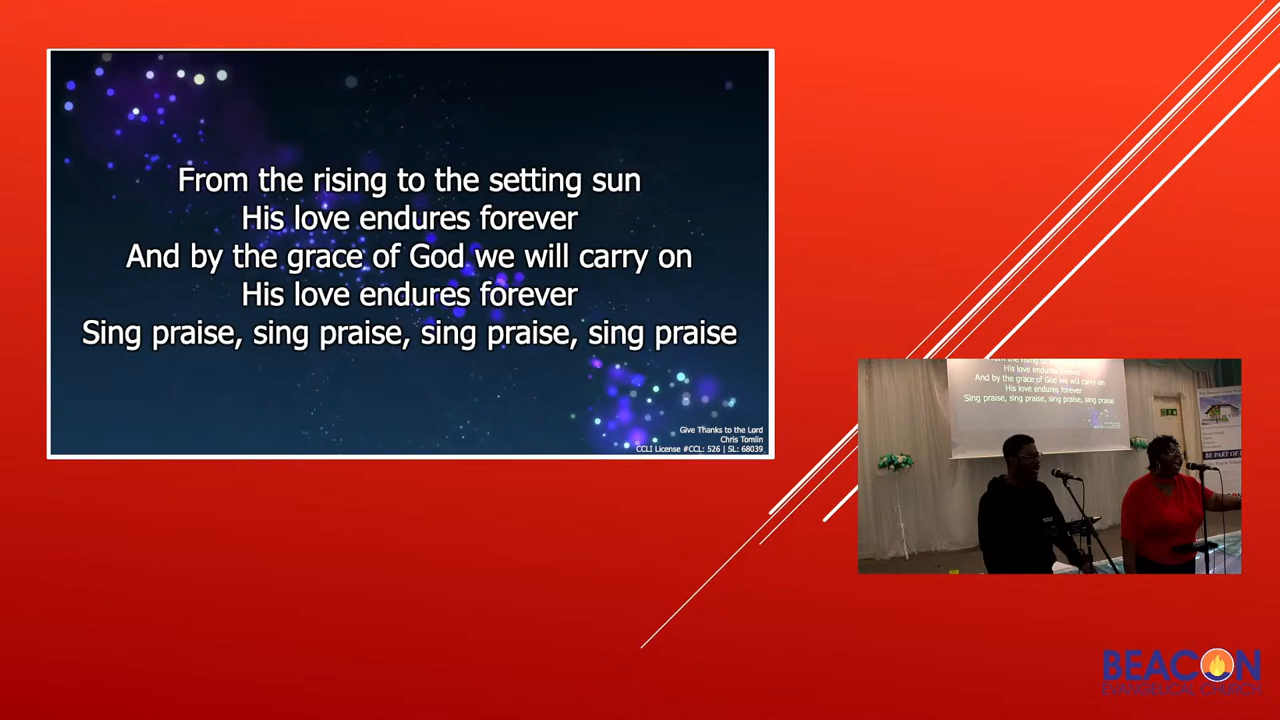 From the rising to the setting sun
His love endures forever
And by the grace of God we will carry on
His love endures forever
Sing praise, sing praise, sing praise, sing praise
Give Thanks to the Lord
Chris Tomlin
CCLI License #CCL: 526 | SL: 68039
From the rising to
His love endures forever
And by the grace of God we will carry on
His love endures forever
Sing praise, sing praise, sing praise, sing praise
BE PART OF
BEACON
EVANGELICAL CHURCH